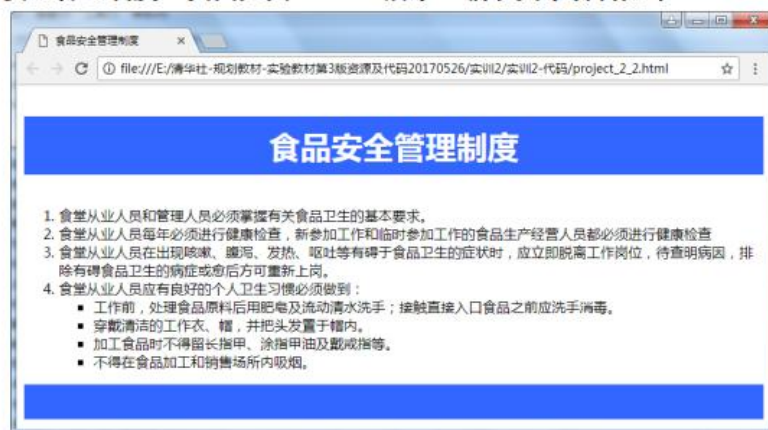 食品安全管理制度
file:///E:/清华社-规划教材-实验教材第3版资源及代码20170526/实训2/实训2-代码/project_2_2.html
食品安全管理制度
1. 食堂从业人员和管理人员必须掌握有关食品卫生的基本要求。
2. 食堂从业人员每年必须进行健康检查，新参加工作和临时参加工作的食品生产经营人员都必须进行健康检查
3. 食堂从业人员在出现咳嗽、腹泻、发热、呕吐等有碍于食品卫生的症状时，应立即脱离工作岗位，待查明病因，排
除有碍食品卫生的病症或愈后方可重新上岗。
4. 食堂从业人员应有良好的个人卫生习惯必须做到：
▪ 工作前，处理食品原料后用肥皂及流动清水洗手；接触直接入口食品之前应洗手消毒。
▪ 穿戴清洁的工作衣、帽，并把头发置于帽内。
▪ 加工食品时不得留长指甲、涂指甲油及戴戒指等。
▪ 不得在食品加工和销售场所内吸烟。